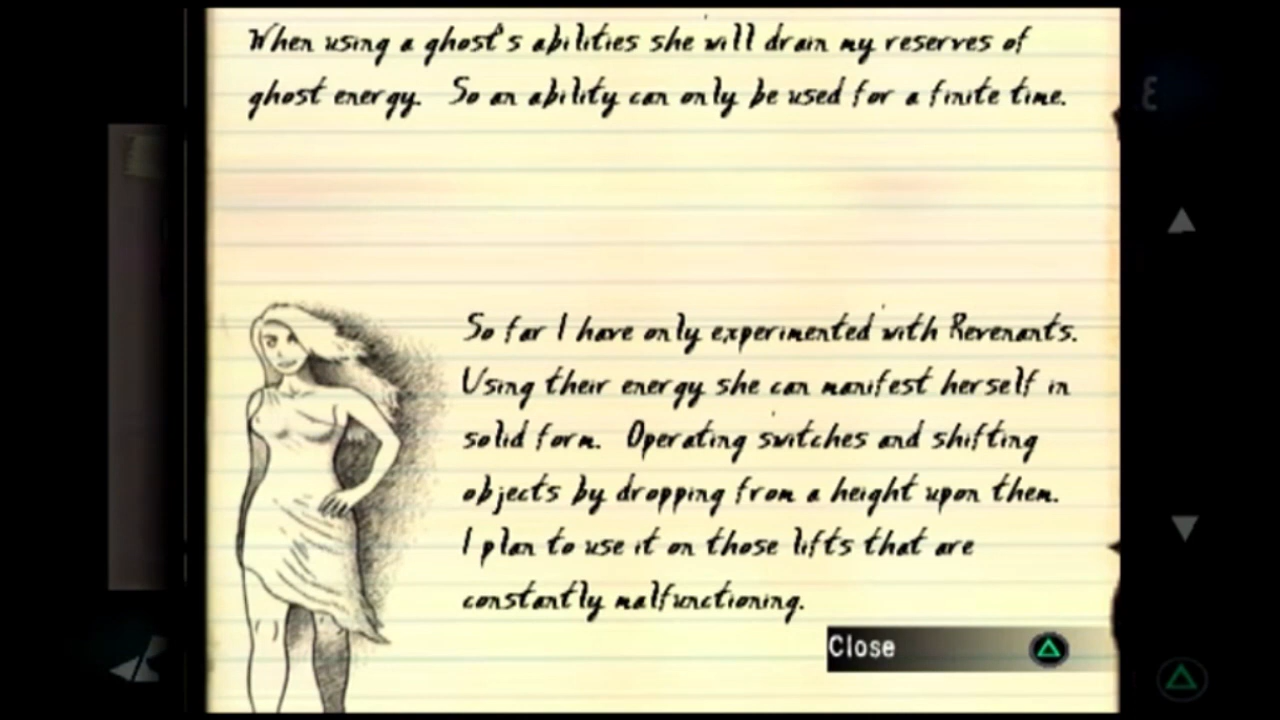 When using a ghost's abilities she will drain my reserves of
ghost energy. So an ability can only be used for a finite time.
So far I have only experimented with Revenants.
Using their energy she can manifest herself in
solid form. Operating switches and shifting
objects by dropping from a height upon them.
I plan to use it on those lifts that are
constantly malfunctioning.
Close